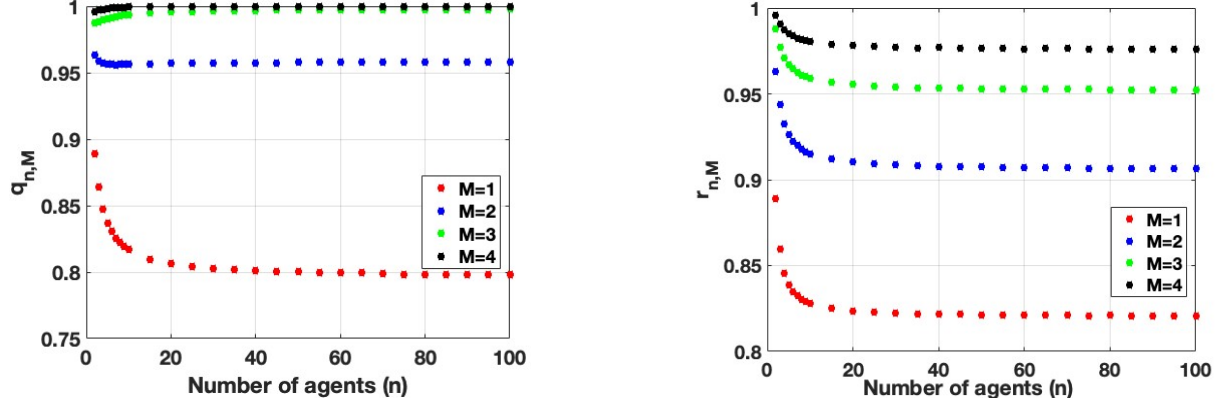 1
0.95
0.9
0.85
0.8
0.75
q_{n,M}
0 20 40 60 80 100
Number of agents (n)
M=1
M=2
M=3
M=4
1
0.95
0.9
0.85
0.8
r_{n,M}
0 20 40 60 80 100
Number of agents (n)
M=1
M=2
M=3
M=4